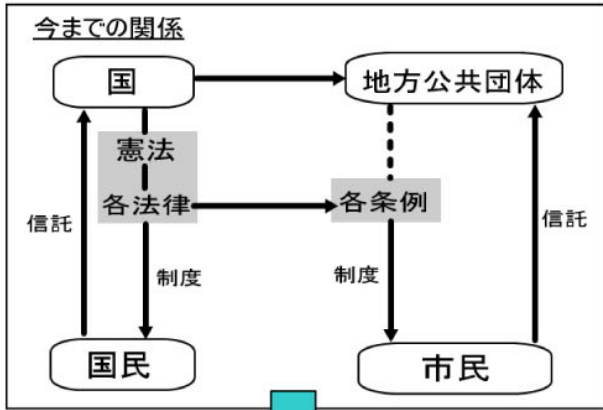 今までの関係
国
地方公共団体
憲法
各法律
各条例
信託
制度
制度
信託
国民
市民